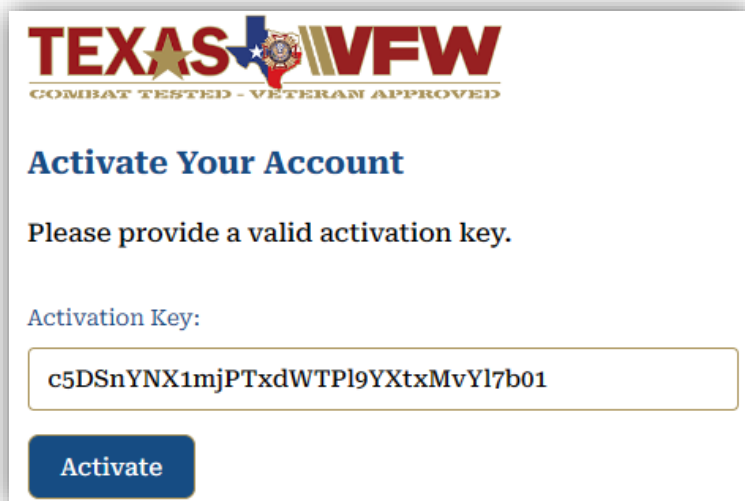 TEXAS VFW
COMBAT TESTED - VETERAN APPROVED
Activate Your Account
Please provide a valid activation key.
Activation Key:
c5DSnYNX1mjPTxdWTPl9YXtxMvYl7b01
Activate